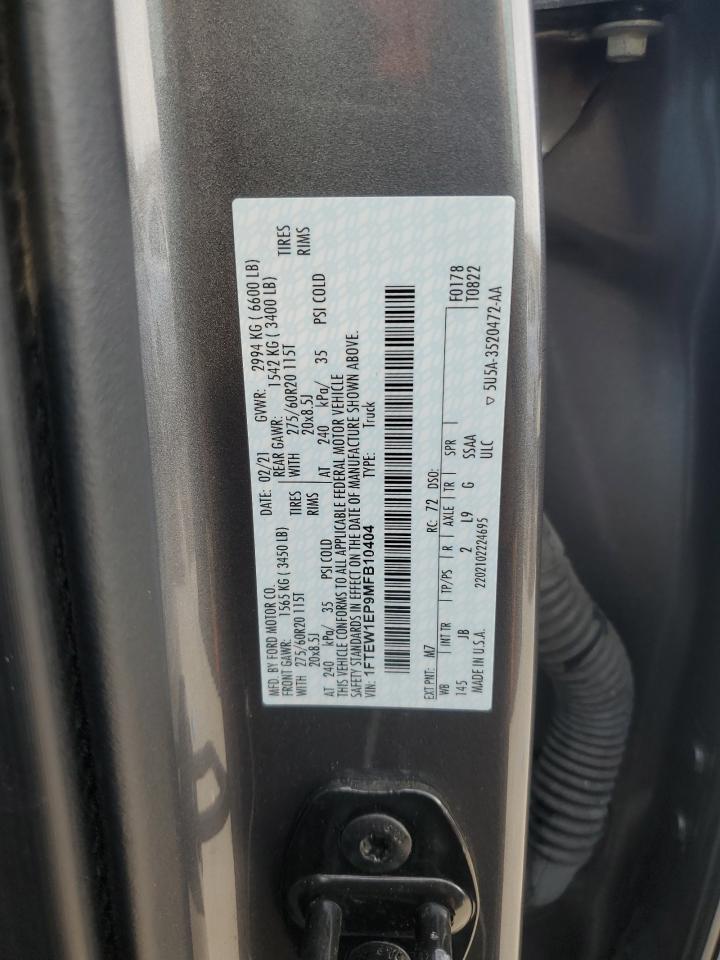 MFD. BY FORD MOTOR CO. DATE: 02/21 GVWR: 2994 KG ( 6600 LB)
FRONT GAWR: 1565 KG ( 3450 LB) REAR GAWR: 1542 KG ( 3400 LB)
WITH 275/60R20 115T TIRES WITH 275/60R20 115T TIRES
20x8.5J RIMS 20x8.5J RIMS
AT 240 kPa/ 35 PSI COLD AT 240 kPa/ 35 PSI COLD
THIS VEHICLE CONFORMS TO ALL APPLICABLE FEDERAL MOTOR VEHICLE
SAFETY STANDARDS IN EFFECT ON THE DATE OF MANUFACTURE SHOWN ABOVE.
VIN: 1FTEW1EP9MFB10404 TYPE: Truck
EXT PNT: M7 RC: 72 DSO: F0178
WB INT TR TP/PS R AXLE TR SPR T0822
145 JB 2 L9 G SSAA
MADE IN U.S.A. 2202102224695 ULC ▽ 5U5A-3520472-AA